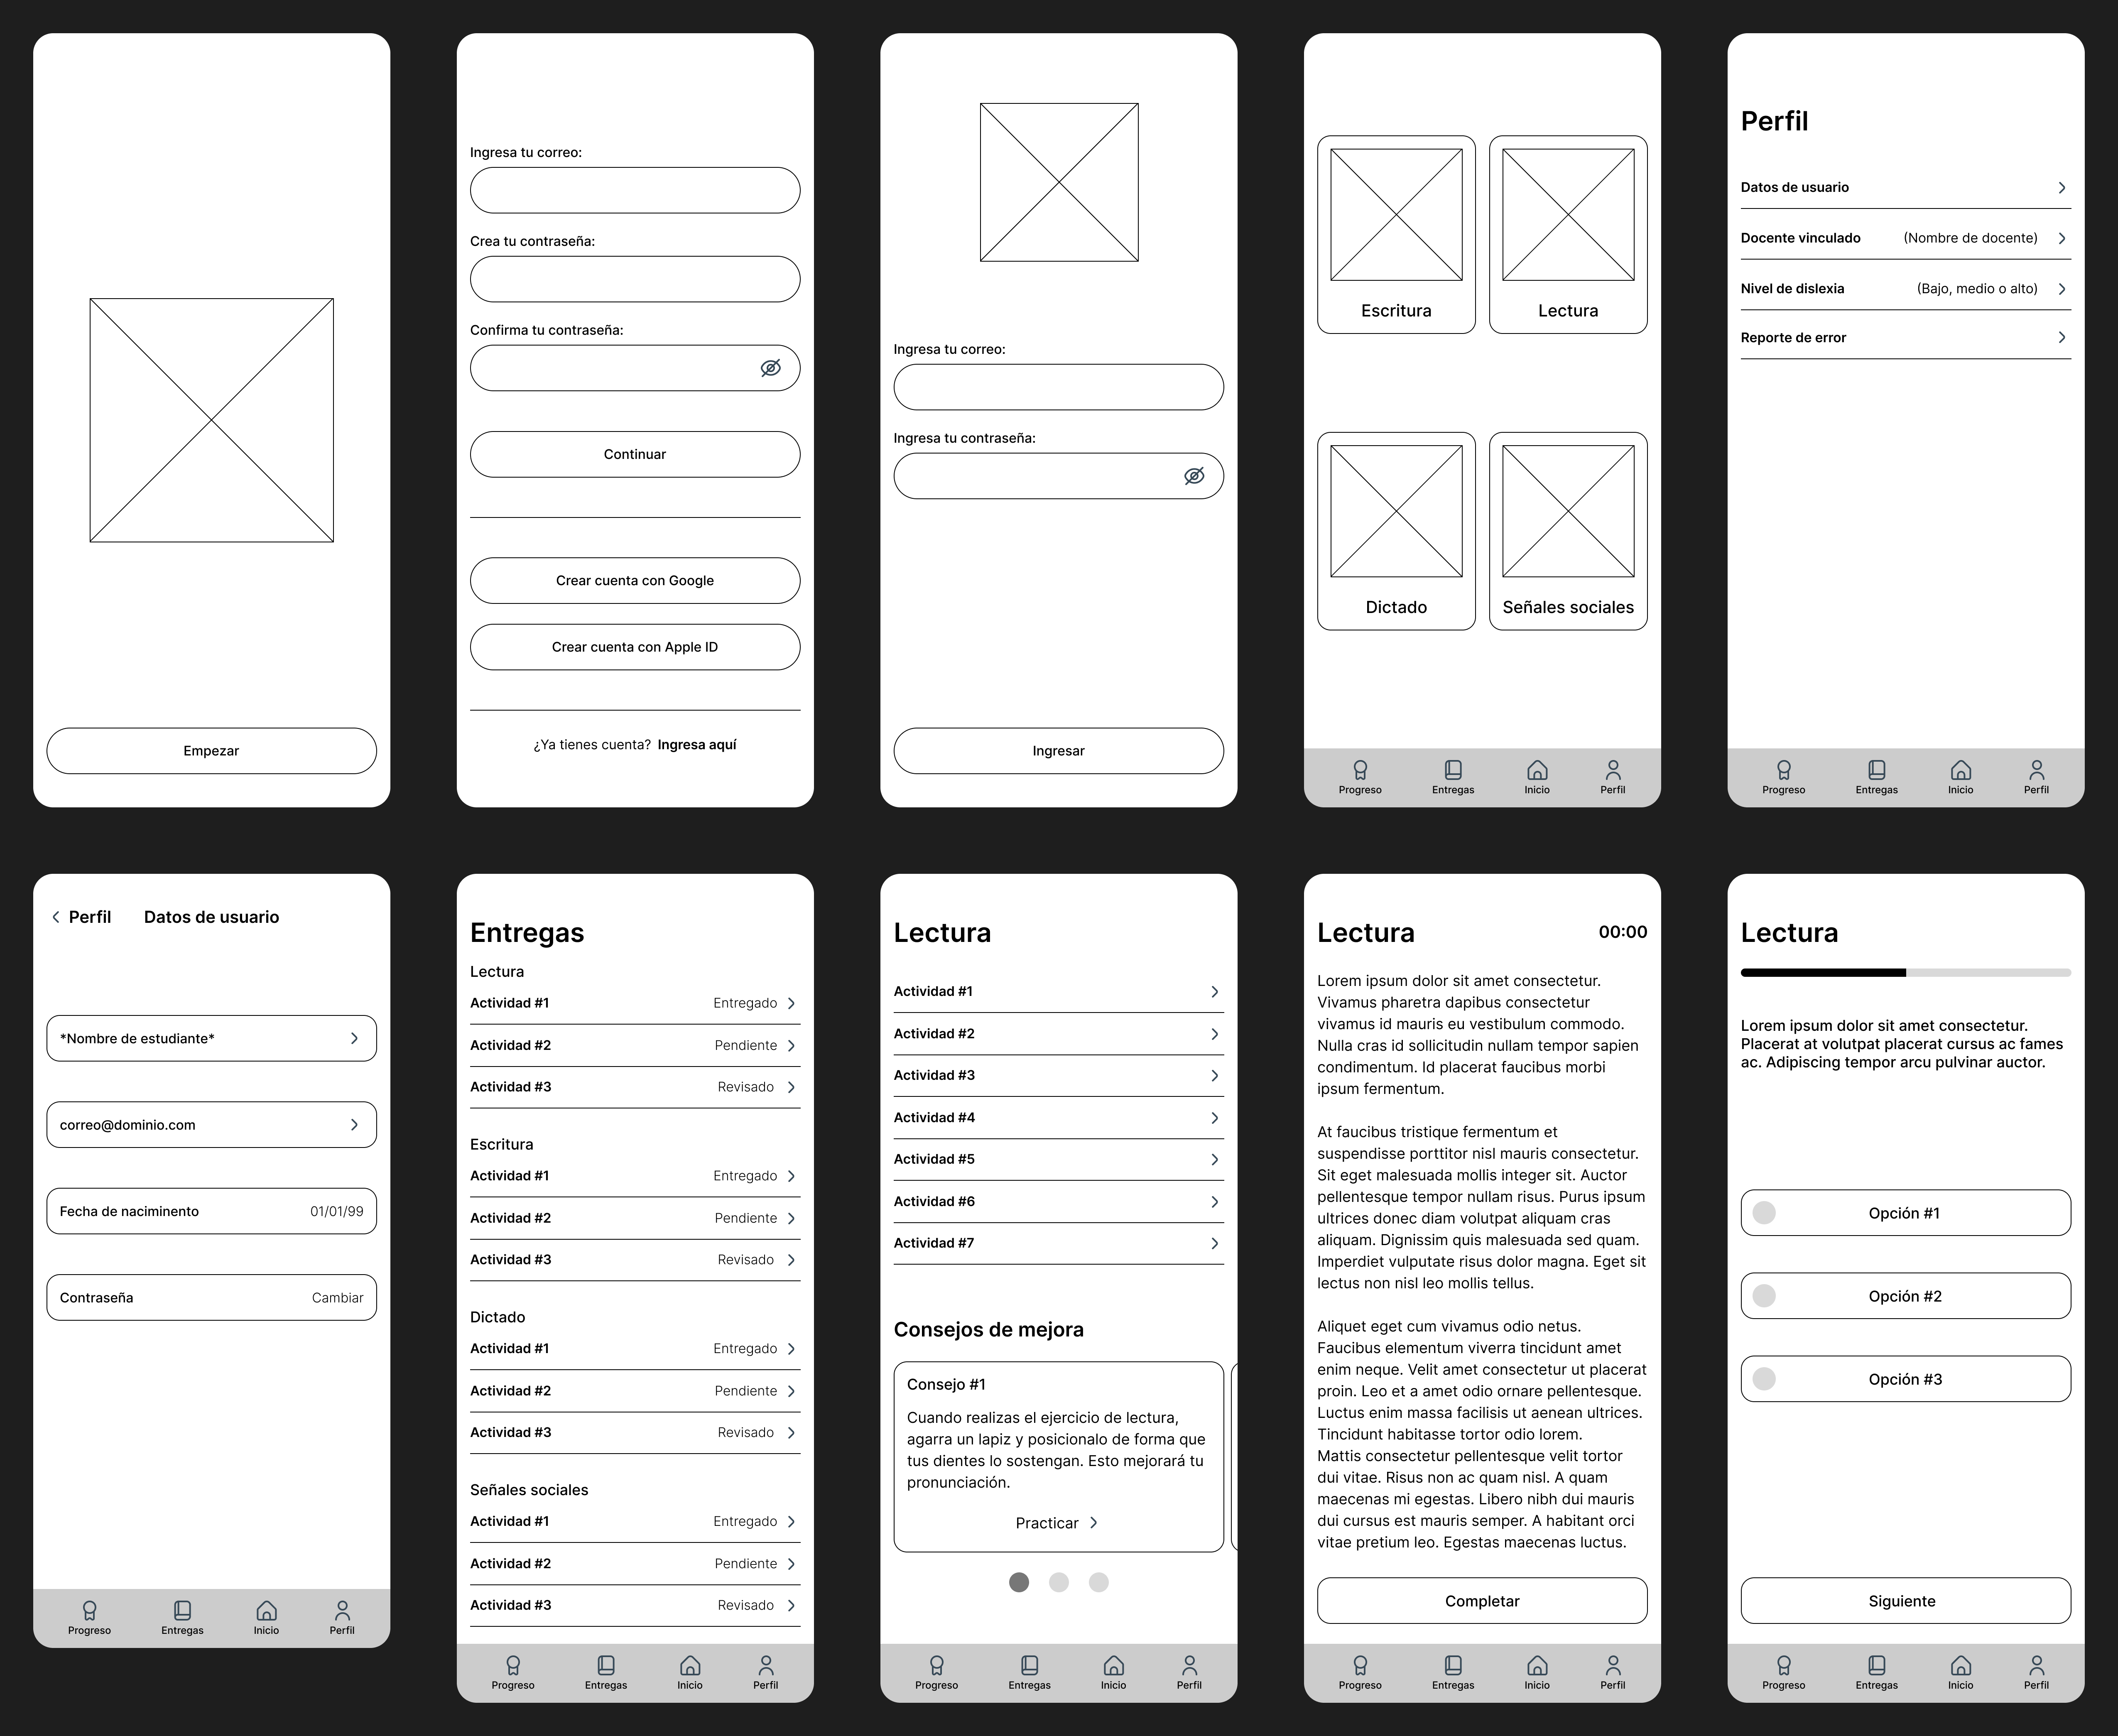 Empezar
Ingresa tu correo:
Crea tu contraseña:
Confirma tu contraseña:
Continuar
Crear cuenta con Google
Crear cuenta con Apple ID
¿Ya tienes cuenta? Ingresa aquí
Ingresa tu correo:
Ingresa tu contraseña:
Ingresar
Escritura
Lectura
Dictado
Señales sociales
Progreso
Entregas
Inicio
Perfil
Perfil
Datos de usuario
Docente vinculado (Nombre de docente)
Nivel de dislexia (Bajo, medio o alto)
Reporte de error
Progreso
Entregas
Inicio
Perfil
Perfil Datos de usuario
*Nombre de estudiante*
correo@dominio.com
Fecha de naciminento 01/01/99
Contraseña Cambiar
Progreso
Entregas
Inicio
Perfil
Entregas
Lectura
Actividad #1 Entregado
Actividad #2 Pendiente
Actividad #3 Revisado
Escritura
Actividad #1 Entregado
Actividad #2 Pendiente
Actividad #3 Revisado
Dictado
Actividad #1 Entregado
Actividad #2 Pendiente
Actividad #3 Revisado
Señales sociales
Actividad #1 Entregado
Actividad #2 Pendiente
Actividad #3 Revisado
Progreso
Entregas
Inicio
Perfil
Lectura
Actividad #1
Actividad #2
Actividad #3
Actividad #4
Actividad #5
Actividad #6
Actividad #7
Consejos de mejora
Consejo #1
Cuando realizas el ejercicio de lectura,
agarra un lapiz y posicionalo de forma que
tus dientes lo sostengan. Esto mejorará tu
pronunciación.
Practicar
Progreso
Entregas
Inicio
Perfil
Lectura 00:00
Lorem ipsum dolor sit amet consectetur.
Vivamus pharetra dapibus consectetur
vivamus id mauris eu vestibulum commodo.
Nulla cras id sollicitudin nullam tempor sapien
condimentum. Id placerat faucibus morbi
ipsum fermentum.
At faucibus tristique fermentum et
suspendisse porttitor nisl mauris consectetur.
Sit eget malesuada mollis integer sit. Auctor
pellentesque tempor nullam risus. Purus ipsum
ultrices donec diam volutpat aliquam cras
aliquam. Dignissim quis malesuada sed quam.
Imperdiet vulputate risus dolor magna. Eget sit
lectus non nisl leo mollis tellus.
Aliquet eget cum vivamus odio netus.
Faucibus elementum viverra tincidunt amet
enim neque. Velit amet consectetur ut placerat
proin. Leo et a amet odio ornare pellentesque.
Luctus enim massa facilisis ut aenean ultrices.
Tincidunt habitasse tortor odio lorem.
Mattis consectetur pellentesque velit tortor
dui vitae. Risus non ac quam nisl. A quam
maecenas mi egestas. Libero nibh dui mauris
dui cursus est mauris semper. A habitant orci
vitae pretium leo. Egestas maecenas luctus.
Completar
Progreso
Entregas
Inicio
Perfil
Lectura
Lorem ipsum dolor sit amet consectetur.
Placerat at volutpat placerat cursus ac fames
ac. Adipiscing tempor arcu pulvinar auctor.
Opción #1
Opción #2
Opción #3
Siguiente
Progreso
Entregas
Inicio
Perfil